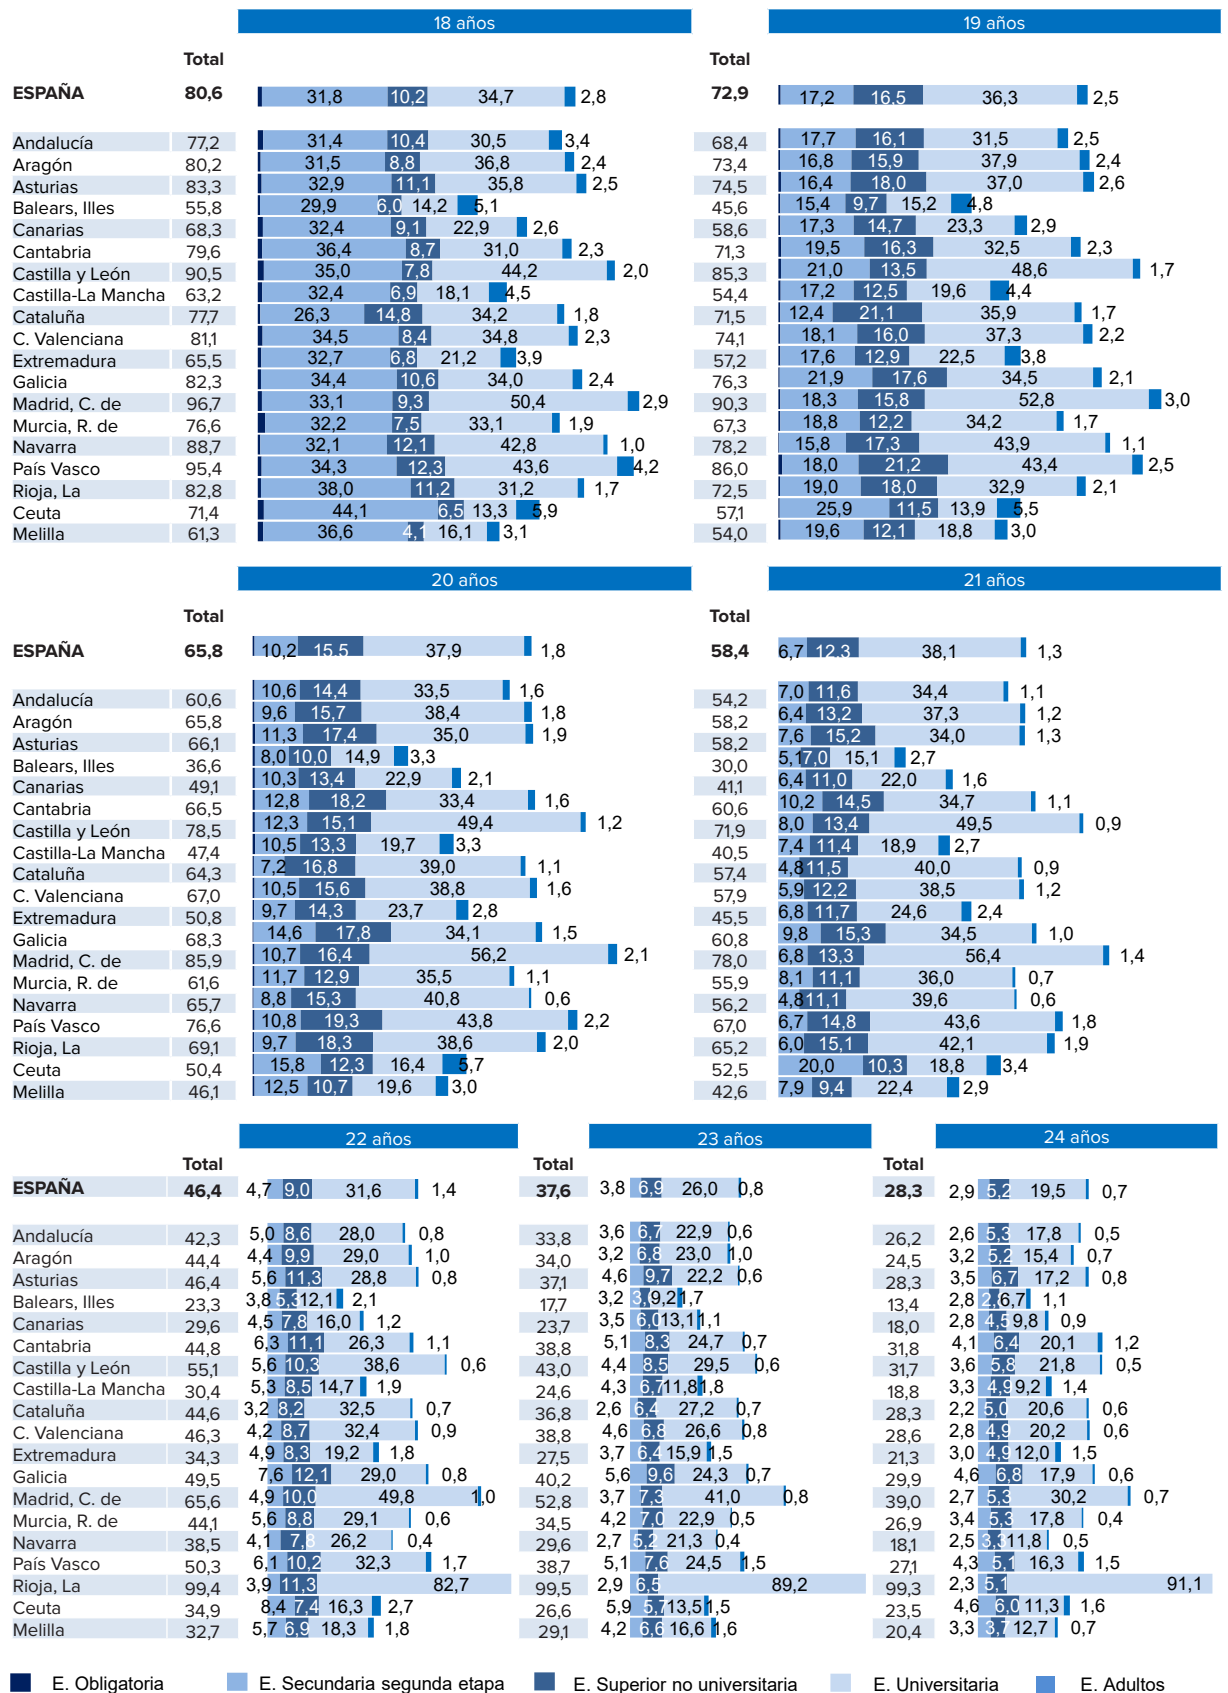 18 años 19 años
Total Total
ESPAÑA 80,6 31,8 10,2 34,7 2,8 72,9 17,2 16,5 36,3 2,5
Andalucía 77,2 31,4 10,4 30,5 3,4 68,4 17,7 16,1 31,5 2,5
Aragón 80,2 31,5 8,8 36,8 2,4 73,4 16,8 15,9 37,9 2,4
Asturias 83,3 32,9 11,1 35,8 2,5 74,5 16,4 18,0 37,0 2,6
Balears, Illes 55,8 29,9 6,0 14,2 5,1 45,6 15,4 9,7 15,2 4,8
Canarias 68,3 32,4 9,1 22,9 2,6 58,6 17,3 14,7 23,3 2,9
Cantabria 79,6 36,4 8,7 31,0 2,3 71,3 19,5 16,3 32,5 2,3
Castilla y León 90,5 35,0 7,8 44,2 2,0 85,3 21,0 13,5 48,6 1,7
Castilla-La Mancha 63,2 32,4 6,9 18,1 4,5 54,4 17,2 12,5 19,6 4,4
Cataluña 77,7 26,3 14,8 34,2 1,8 71,5 12,4 21,1 35,9 1,7
C. Valenciana 81,1 34,5 8,4 34,8 2,3 74,1 18,1 16,0 37,3 2,2
Extremadura 65,5 32,7 6,8 21,2 3,9 57,2 17,6 12,9 22,5 3,8
Galicia 82,3 34,4 10,6 34,0 2,4 76,3 21,9 17,6 34,5 2,1
Madrid, C. de 96,7 33,1 9,3 50,4 2,9 90,3 18,3 15,8 52,8 3,0
Murcia, R. de 76,6 32,2 7,5 33,1 1,9 67,3 18,8 12,2 34,2 1,7
Navarra 88,7 32,1 12,1 42,8 1,0 78,2 15,8 17,3 43,9 1,1
País Vasco 95,4 34,3 12,3 43,6 4,2 86,0 18,0 21,2 43,4 2,5
Rioja, La 82,8 38,0 11,2 31,2 1,7 72,5 19,0 18,0 32,9 2,1
Ceuta 71,4 44,1 6,5 13,3 5,9 57,1 25,9 11,5 13,9 5,5
Melilla 61,3 36,6 4,1 16,1 3,1 54,0 19,6 12,1 18,8 3,0
20 años 21 años
Total Total
ESPAÑA 65,8 10,2 15,5 37,9 1,8 58,4 6,7 12,3 38,1 1,3
Andalucía 60,6 10,6 14,4 33,5 1,6 54,2 7,0 11,6 34,4 1,1
Aragón 65,8 9,6 15,7 38,4 1,8 58,2 6,4 13,2 37,3 1,2
Asturias 66,1 11,3 17,4 35,0 1,9 58,2 7,6 15,2 34,0 1,3
Balears, Illes 36,6 8,0 10,0 14,9 3,3 30,0 5,1 7,0 15,1 2,7
Canarias 49,1 10,3 13,4 22,9 2,1 41,1 6,4 11,0 22,0 1,6
Cantabria 66,5 12,8 18,2 33,4 1,6 60,6 10,2 14,5 34,7 1,1
Castilla y León 78,5 12,3 15,1 49,4 1,2 71,9 8,0 13,4 49,5 0,9
Castilla-La Mancha 47,4 10,5 13,3 19,7 3,3 40,5 7,4 11,4 18,9 2,7
Cataluña 64,3 7,2 16,8 39,0 1,1 57,4 4,8 11,5 40,0 0,9
C. Valenciana 67,0 10,5 15,6 38,8 1,6 57,9 5,9 12,2 38,5 1,2
Extremadura 50,8 9,7 14,3 23,7 2,8 45,5 6,8 11,7 24,6 2,4
Galicia 68,3 14,6 17,8 34,1 1,5 60,8 9,8 15,3 34,5 1,0
Madrid, C. de 85,9 10,7 16,4 56,2 2,1 78,0 6,8 13,3 56,4 1,4
Murcia, R. de 61,6 11,7 12,9 35,5 1,1 55,9 8,1 11,1 36,0 0,7
Navarra 65,7 8,8 15,3 40,8 0,6 56,2 4,8 11,1 39,6 0,6
País Vasco 76,6 10,8 19,3 43,8 2,2 67,0 6,7 14,8 43,6 1,8
Rioja, La 69,1 9,7 18,3 38,6 2,0 65,2 6,0 15,1 42,1 1,9
Ceuta 50,4 15,8 12,3 16,4 5,7 52,5 20,0 10,3 18,8 3,4
Melilla 46,1 12,5 10,7 19,6 3,0 42,6 7,9 9,4 22,4 2,9
22 años 23 años 24 años
Total Total Total
ESPAÑA 46,4 4,7 9,0 31,6 1,4 37,6 3,8 6,9 26,0 0,8 28,3 2,9 5,2 19,5 0,7
Andalucía 42,3 5,0 8,6 28,0 0,8 33,8 3,6 6,7 22,9 0,6 26,2 2,6 5,3 17,8 0,5
Aragón 44,4 4,4 9,9 29,0 1,0 34,0 3,2 6,8 23,0 1,0 24,5 3,2 5,2 15,4 0,7
Asturias 46,4 5,6 11,3 28,8 0,8 37,1 4,6 9,7 22,2 0,6 28,3 3,5 6,7 17,2 0,8
Balears, Illes 23,3 3,8 5,3 12,1 2,1 17,7 3,2 9,2 1,7 13,4 2,8 6,7 1,1
Canarias 29,6 4,5 7,8 16,0 1,2 23,7 3,5 6,0 13,1 1,1 18,0 2,8 4,5 9,8 0,9
Cantabria 44,8 6,3 11,1 26,3 1,1 38,8 5,1 8,3 24,7 0,7 31,8 4,1 6,4 20,1 1,2
Castilla y León 55,1 5,6 10,3 38,6 0,6 43,0 4,4 8,5 29,5 0,6 31,7 3,6 5,8 21,8 0,5
Castilla-La Mancha 30,4 5,3 8,5 14,7 1,9 24,6 4,3 6,7 11,8 1,8 18,8 3,3 4,9 9,2 1,4
Cataluña 44,6 3,2 8,2 32,5 0,7 36,8 2,6 6,4 27,2 0,7 28,3 2,2 5,0 20,6 0,6
C. Valenciana 46,3 4,2 8,7 32,4 0,9 38,8 4,6 6,8 26,6 0,8 28,6 2,8 4,9 20,2 0,6
Extremadura 34,3 4,9 8,3 19,2 1,8 27,5 3,7 6,4 15,9 1,5 21,3 3,0 4,9 12,0 1,5
Galicia 49,5 7,6 12,1 29,0 0,8 40,2 5,6 9,6 24,3 0,7 29,9 4,6 6,8 17,9 0,6
Madrid, C. de 65,6 4,9 10,0 49,8 1,0 52,8 3,7 7,3 41,0 0,8 39,0 2,7 5,3 30,2 0,7
Murcia, R. de 44,1 5,6 8,8 29,1 0,6 34,5 4,2 7,0 22,9 0,5 26,9 3,4 5,3 17,8 0,4
Navarra 38,5 4,1 7,8 26,2 0,4 29,6 2,7 5,2 21,3 0,4 18,1 2,5 3,3 11,8 0,5
País Vasco 50,3 6,1 10,2 32,3 1,7 38,7 5,1 7,6 24,5 1,5 27,1 4,3 5,1 16,3 1,5
Rioja, La 99,4 3,9 11,3 82,7 99,5 2,9 6,5 89,2 99,3 2,3 5,1 91,1
Ceuta 34,9 8,4 7,4 16,3 2,7 26,6 5,9 5,7 13,5 1,5 23,5 4,6 6,0 11,3 1,6
Melilla 32,7 5,7 6,9 18,3 1,8 29,1 4,2 6,6 16,6 1,6 20,4 3,3 3,7 12,7 0,7
E. Obligatoria E. Secundaria segunda etapa E. Superior no universitaria E. Universitaria E. Adultos